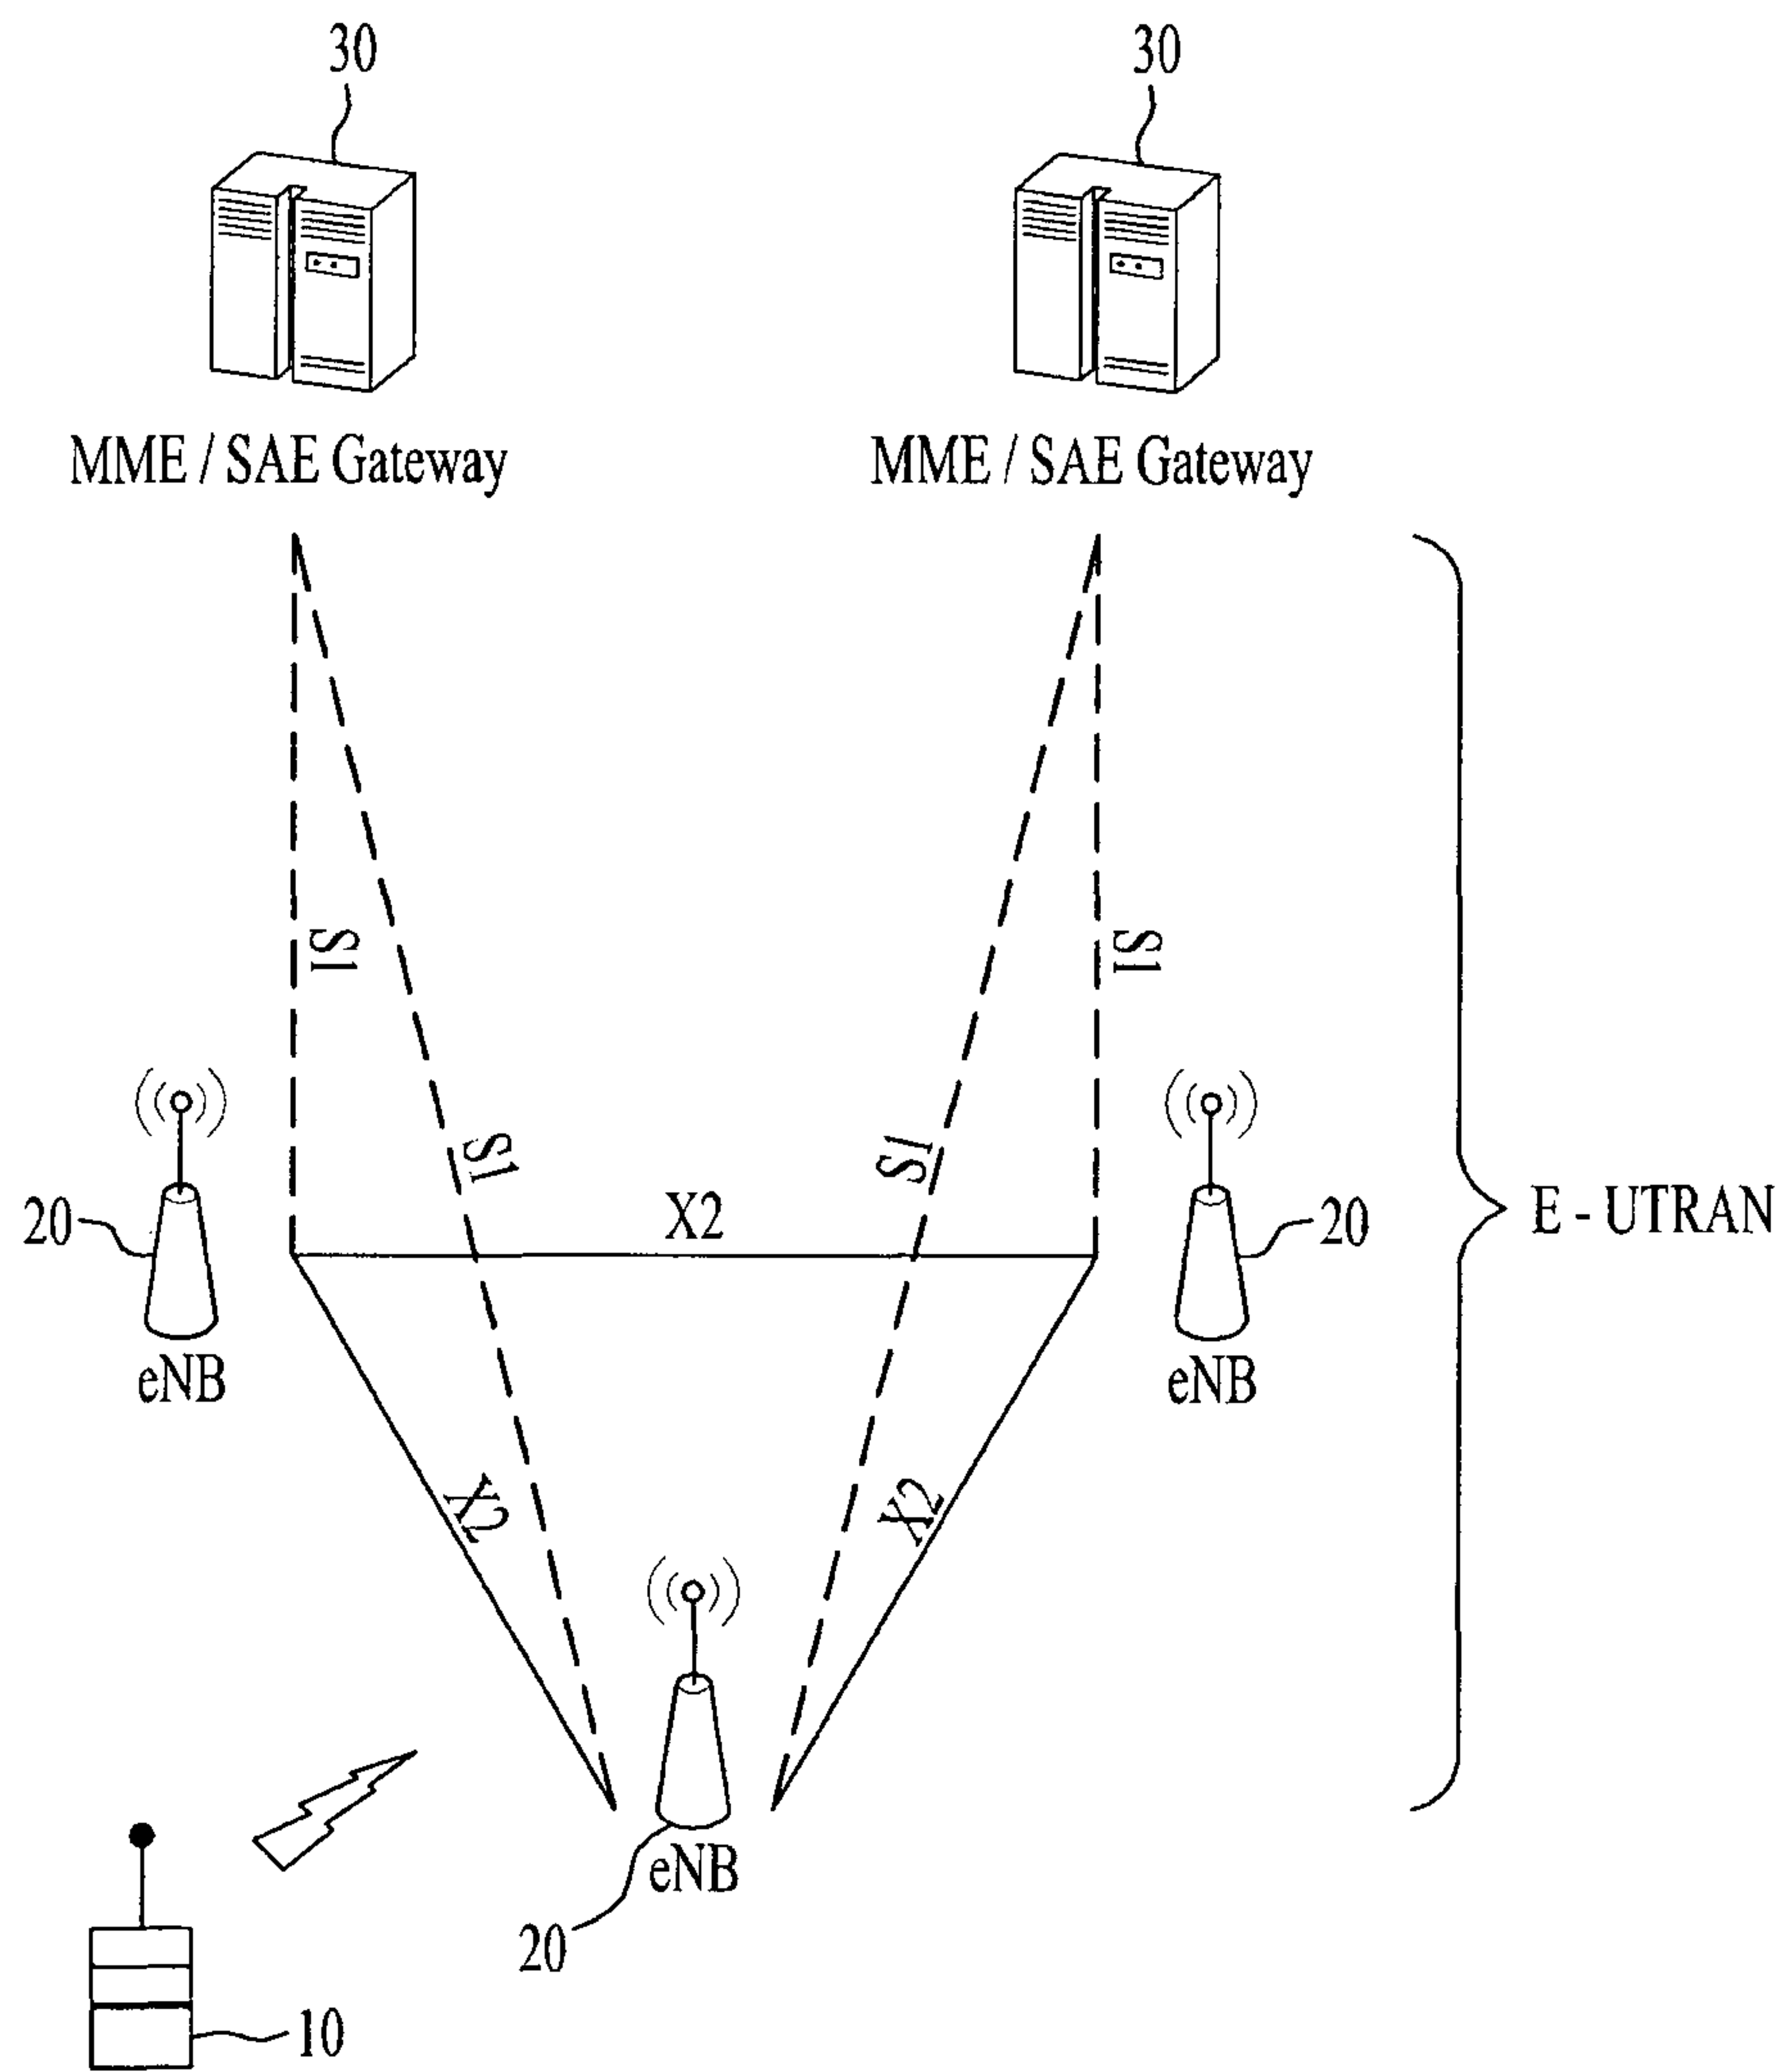 30
30
MME / SAE Gateway
MME / SAE Gateway
S1
S1
S1
S1
X2
20
20
E - UTRAN
eNB
eNB
X2
X2
eNB
20
10